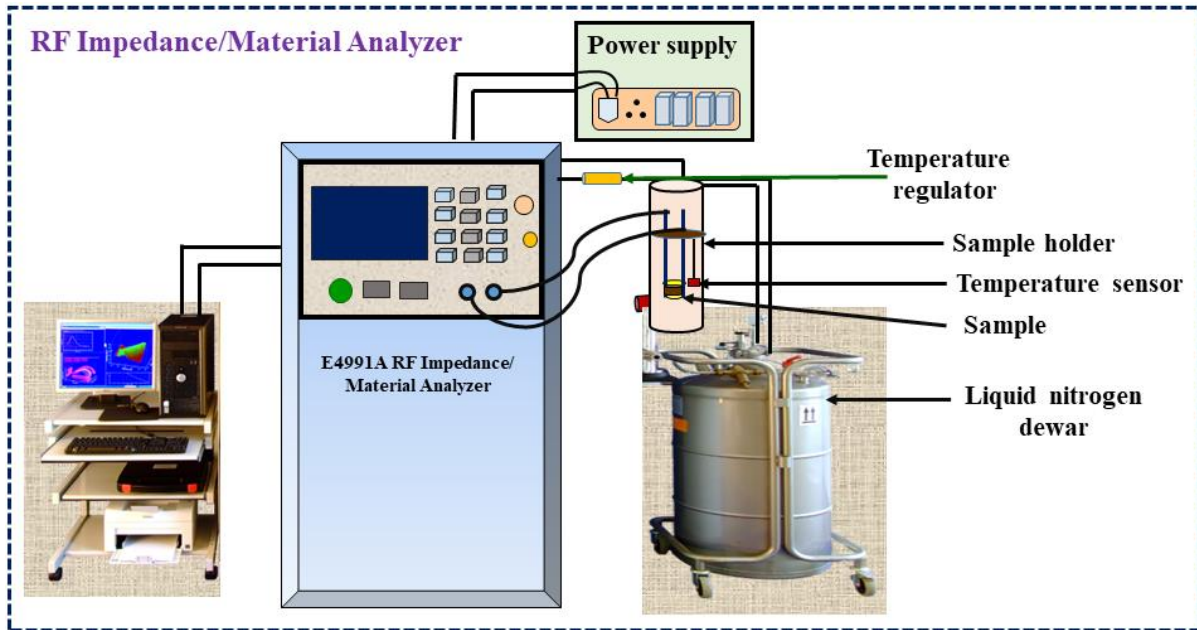 RF Impedance/Material Analyzer
Power supply
Temperature
regulator
Sample holder
Temperature sensor
Sample
E4991A RF Impedance/
Material Analyzer
Liquid nitrogen
dewar